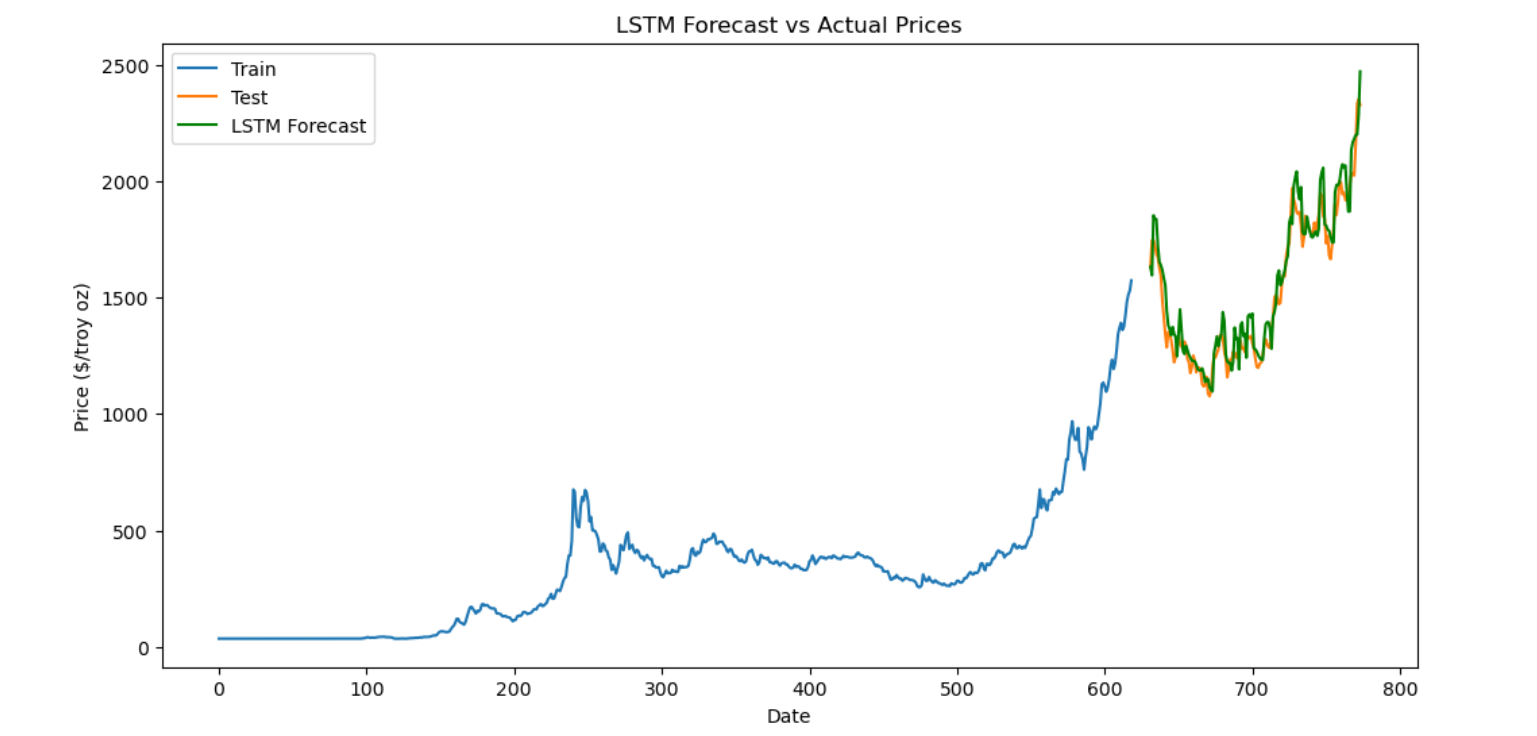 LSTM Forecast vs Actual Prices
Train
Test
LSTM Forecast
2500
2000
1500
1000
500
0
Price ($/troy oz)
0 100 200 300 400 500 600 700 800
Date